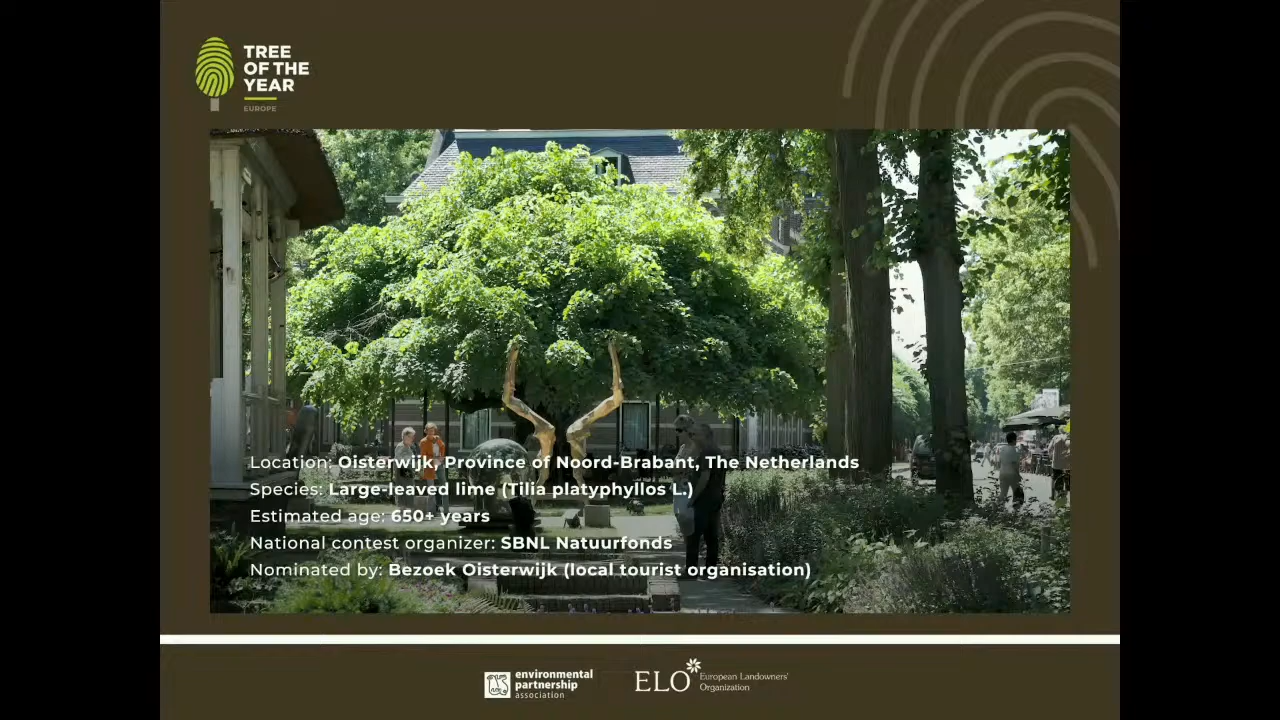 TREE
OF THE
YEAR
EUROPE
Location: Oisterwijk, Province of Noord-Brabant, The Netherlands
Species: Large-leaved lime (Tilia platyphyllos L.)
Estimated age: 650+ years
National contest organizer: SBNL Natuurfonds
Nominated by: Bezoek Oisterwijk (local tourist organisation)
environmental
partnership
association
ELO European Landowners'
Organization